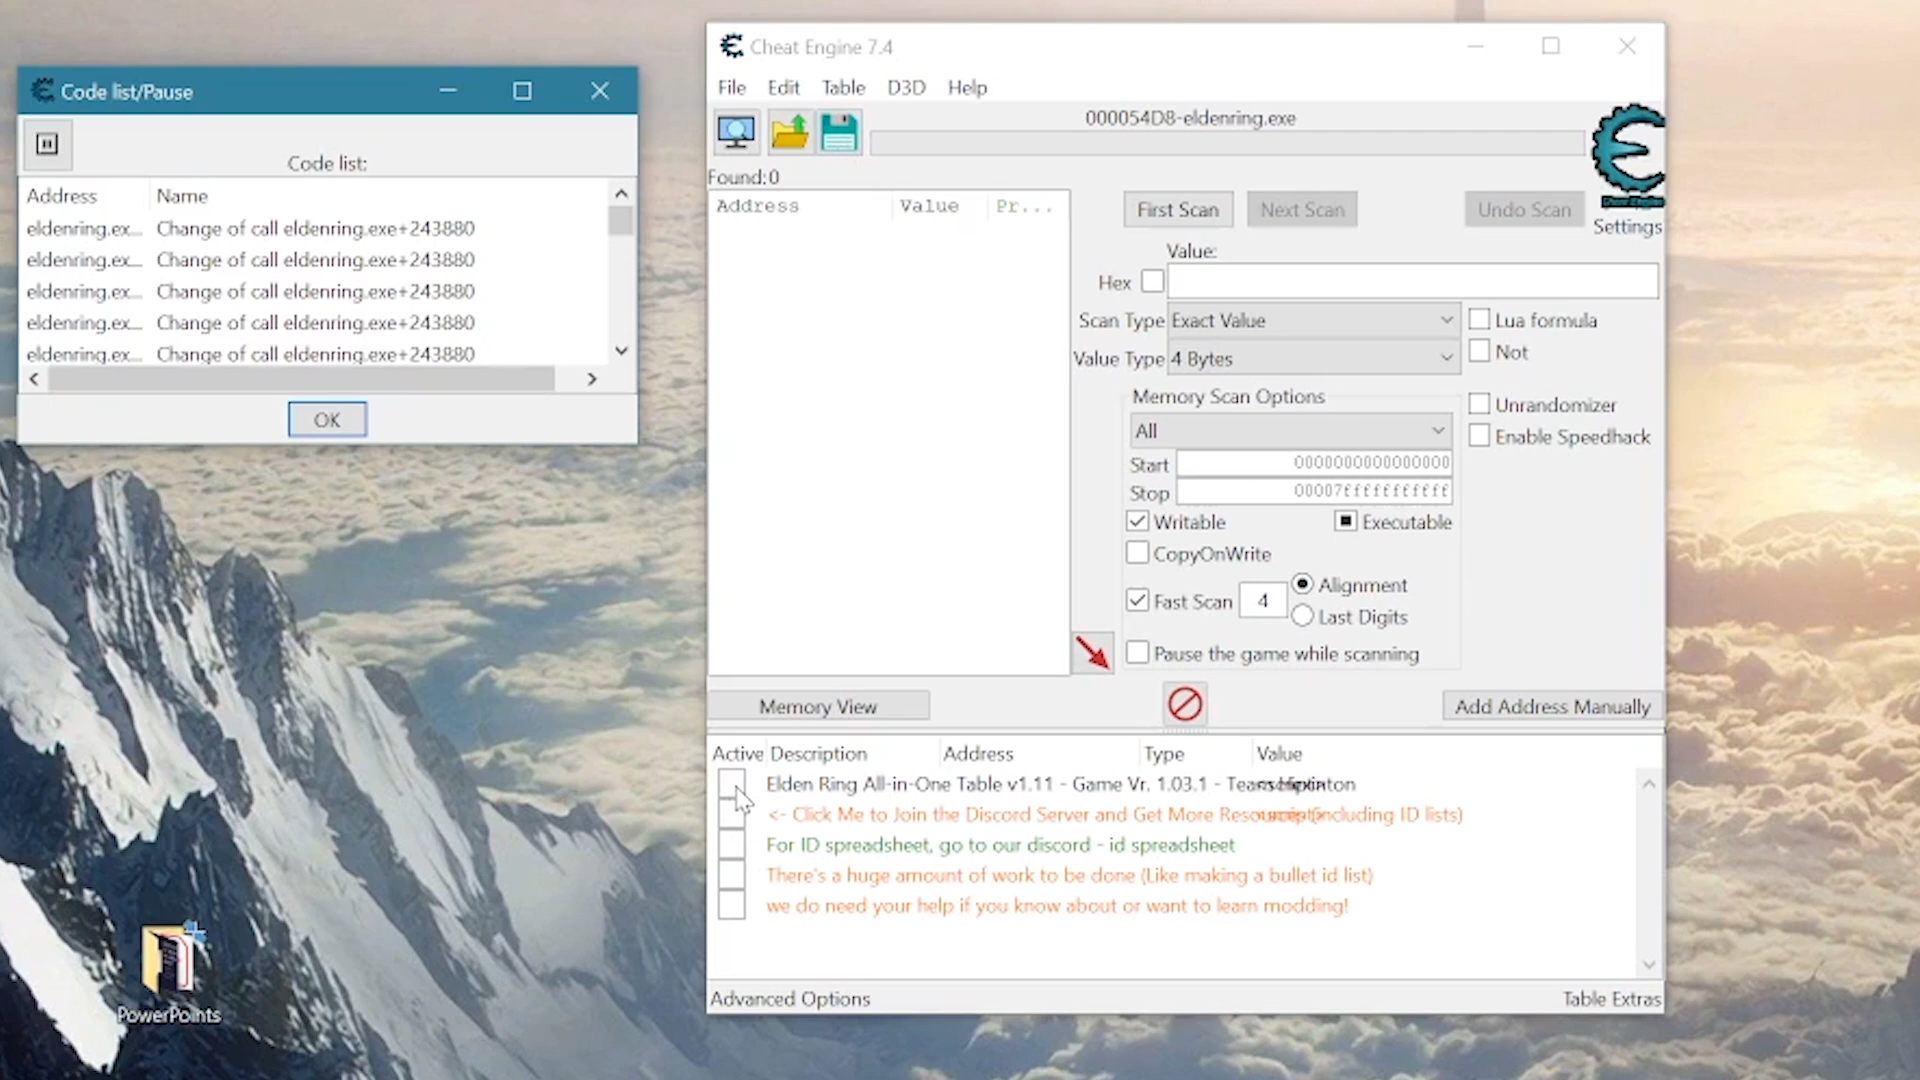 Code list/Pause
Code list:
Address Name
eldenring.ex... Change of call eldenring.exe+243880
eldenring.ex... Change of call eldenring.exe+243880
eldenring.ex... Change of call eldenring.exe+243880
eldenring.ex... Change of call eldenring.exe+243880
eldenring.ex... Change of call eldenring.exe+243880
OK
PowerPoints
Cheat Engine 7.4
File Edit Table D3D Help
000054D8-eldenring.exe
Found:0
Address Value Pr...
First Scan Next Scan Undo Scan
Cheat Engine
Settings
Value:
Hex
Scan Type Exact Value
Lua formula
Value Type 4 Bytes
Not
Memory Scan Options
All
Unrandomizer
Enable Speedhack
Start 0000000000000000
Stop 00007fffffffffff
Writable Executable
CopyOnWrite
Fast Scan 4 Alignment
Last Digits
Pause the game while scanning
Memory View Add Address Manually
Active Description Address Type Value
Elden Ring All-in-One Table v1.11 - Game Vr. 1.03.1 -
<- Click Me to Join the Discord Server and Get More including ID lists)
For ID spreadsheet, go to our discord - id spreadsheet
There's a huge amount of work to be done (Like making a bullet id list)
we do need your help if you know about or want to learn modding!
Advanced Options Table Extras